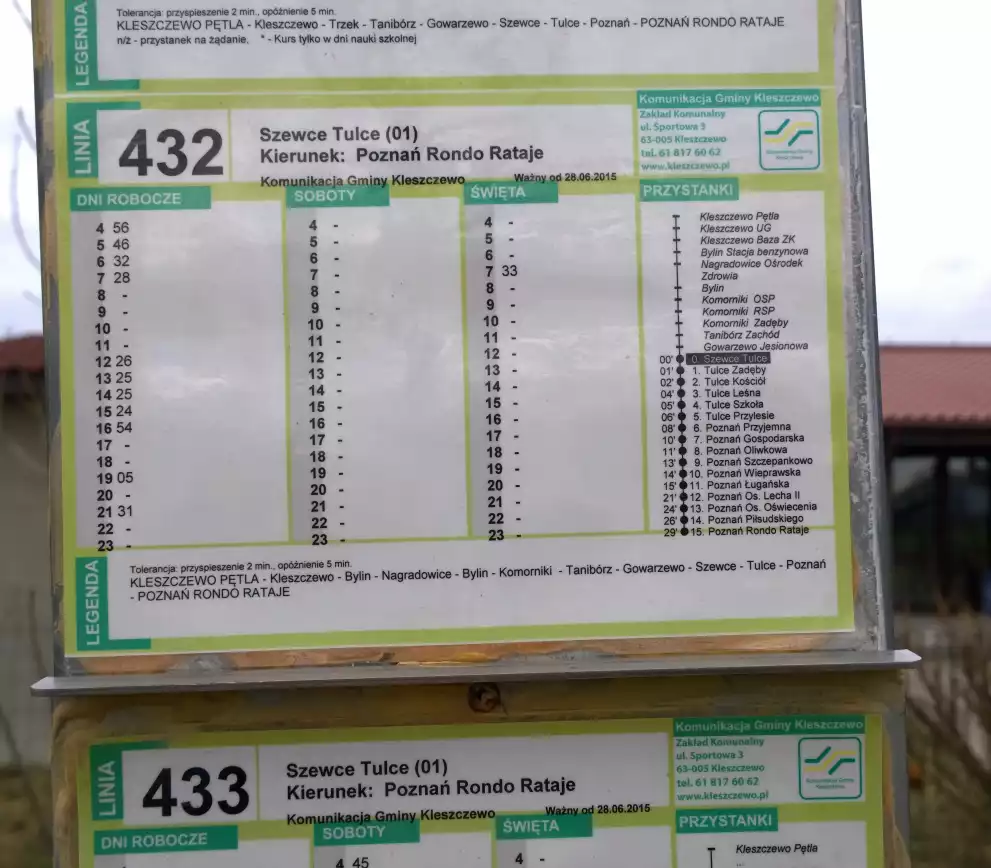 Tolerancja: przyspieszenie 2 min., opóźnienie 5 min.
KLESZCZEWO PĘTLA - Kleszczewo - Trzek - Tanibórz - Gowarzewo - Szewce - Tulce - Poznań - POZNAŃ RONDO RATAJE
n/ż - przystanek na żądanie, * - Kurs tylko w dni nauki szkolnej
LEGENDA
LINIA
432
Szewce Tulce (01)
Kierunek: Poznań Rondo Rataje
Komunikacja Gminy Kleszczewo
Ważny od 28.06.2015
Komunikacja Gminy Kleszczewo
Zakład Komunalny
ul. Sportowa 3
63-005 Kleszczewo
tel. 61 817 60 62
www.kleszczewo.pl
DNI ROBOCZE
4 56
5 46
6 32
7 28
8 -
9 -
10 -
11 -
12 26
13 25
14 25
15 24
16 54
17 -
18 -
19 05
20 -
21 31
22 -
23 -
SOBOTY
4 -
5 -
6 -
7 -
8 -
9 -
10 -
11 -
12 -
13 -
14 -
15 -
16 -
17 -
18 -
19 -
20 -
21 -
22 -
23 -
ŚWIĘTA
4 -
5 -
6 -
7 33
8 -
9 -
10 -
11 -
12 -
13 -
14 -
15 -
16 -
17 -
18 -
19 -
20 -
21 -
22 -
23 -
PRZYSTANKI
Kleszczewo Pętla
Kleszczewo UG
Kleszczewo Baza ZK
Bylin Stacja benzynowa
Nagradowice Ośrodek
Zdrowia
Bylin
Komorniki OSP
Komorniki RSP
Komorniki Zadęby
Tanibórz Zachód
Gowarzewo Jesionowa
00' 0. Szewce Tulce
01' 1. Tulce Zadęby
02' 2. Tulce Kościół
04' 3. Tulce Leśna
05' 4. Tulce Szkoła
06' 5. Tulce Przylesie
08' 6. Poznań Przyjemna
10' 7. Poznań Gospodarska
11' 8. Poznań Oliwkowa
13' 9. Poznań Szczepankowo
14' 10. Poznań Wieprawska
15' 11. Poznań Ługańska
21' 12. Poznań Os. Lecha II
24' 13. Poznań Os. Oświecenia
26' 14. Poznań Piłsudskiego
29' 15. Poznań Rondo Rataje
LEGENDA
Tolerancja: przyspieszenie 2 min., opóźnienie 5 min.
KLESZCZEWO PĘTLA - Kleszczewo - Bylin - Nagradowice - Bylin - Komorniki - Tanibórz - Gowarzewo - Szewce - Tulce - Poznań
- POZNAŃ RONDO RATAJE
LINIA
433
Szewce Tulce (01)
Kierunek: Poznań Rondo Rataje
Komunikacja Gminy Kleszczewo
Ważny od 28.06.2015
Komunikacja Gminy Kleszczewo
Zakład Komunalny
ul. Sportowa 3
63-005 Kleszczewo
tel. 61 817 60 62
www.kleszczewo.pl
DNI ROBOCZE
SOBOTY
4 45
ŚWIĘTA
4 -
PRZYSTANKI
Kleszczewo Pętla